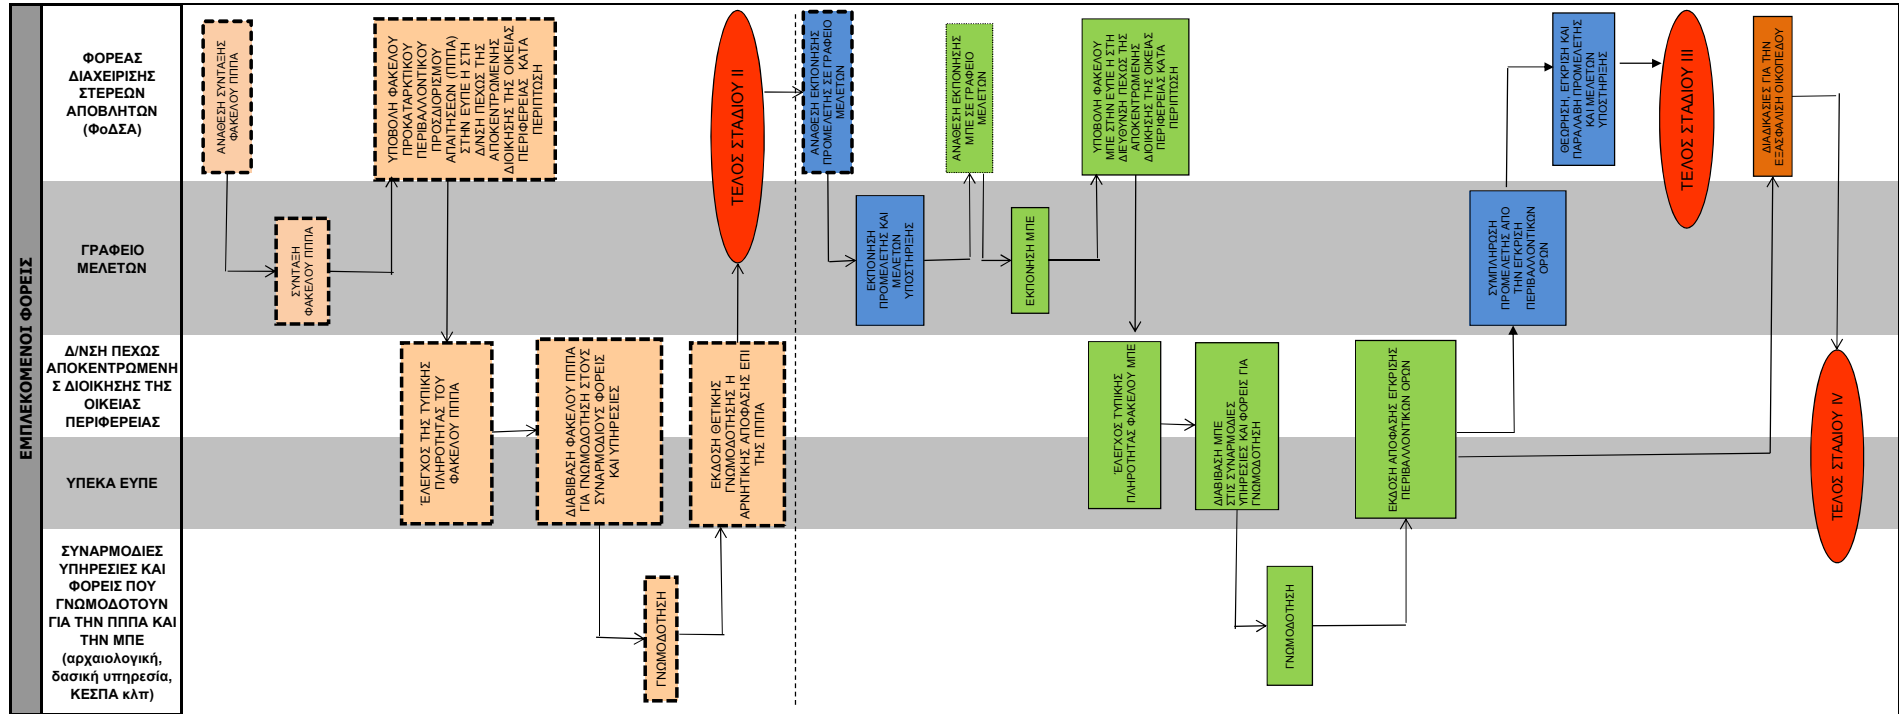 ΕΜΠΛΕΚΟΜΕΝΟΙ ΦΟΡΕΙΣ
ΦΟΡΕΑΣ
ΔΙΑΧΕΙΡΙΣΗΣ
ΣΤΕΡΕΩΝ
ΑΠΟΒΛΗΤΩΝ
(ΦοΔΣΑ)
ΑΝΑΘΕΣΗ ΣΥΝΤΑΞΗΣ
ΦΑΚΕΛΟΥ ΠΠΠΑ
ΥΠΟΒΟΛΗ ΦΑΚΕΛΟΥ
ΠΡΟΚΑΤΑΡΚΤΙΚΟΥ
ΠΕΡΙΒΑΛΛΟΝΤΙΚΟΥ
ΠΡΟΣΔΙΟΡΙΣΜΟΥ
ΑΠΑΙΤΗΣΕΩΝ (ΠΠΠΑ)
ΣΤΗΝ ΕΥΠΕ Η ΣΤΗ
Δ/ΝΣΗ ΠΕΧΩΣ ΤΗΣ
ΑΠΟΚΕΝΤΡΩΜΕΝΗΣ
ΔΙΟΙΚΗΣΗΣ ΤΗΣ ΟΙΚΕΙΑΣ
ΠΕΡΙΦΕΡΕΙΑΣ ΚΑΤΑ
ΠΕΡΙΠΤΩΣΗ
ΤΕΛΟΣ ΣΤΑΔΙΟΥ II
ΑΝΑΘΕΣΗ ΕΚΠΟΝΗΣΗΣ
ΠΡΟΜΕΛΕΤΗΣ ΣΕ ΓΡΑΦΕΙΟ
ΜΕΛΕΤΩΝ
ΑΝΑΘΕΣΗ ΕΚΠΟΝΗΣΗΣ
ΜΠΕ ΣΕ ΓΡΑΦΕΙΟ
ΜΕΛΕΤΩΝ
ΥΠΟΒΟΛΗ ΦΑΚΕΛΟΥ
ΜΠΕ ΣΤΗΝ ΕΥΠΕ Η ΣΤΗ
ΔΙΕΥΘΥΝΣΗ ΠΕΧΩΣ ΤΗΣ
ΑΠΟΚΕΝΤΡΩΜΕΝΗΣ
ΔΙΟΙΚΗΣΗΣ ΤΗΣ ΟΙΚΕΙΑΣ
ΠΕΡΙΦΕΡΕΙΑΣ ΚΑΤΑ
ΠΕΡΙΠΤΩΣΗ
ΘΕΩΡΗΣΗ, ΕΓΚΡΙΣΗ ΚΑΙ
ΠΑΡΑΛΑΒΗ ΠΡΟΜΕΛΕΤΗΣ
ΚΑΙ ΜΕΛΕΤΩΝ
ΥΠΟΣΤΗΡΙΞΗΣ
ΤΕΛΟΣ ΣΤΑΔΙΟΥ III
ΔΙΑΔΙΚΑΣΙΕΣ ΓΙΑ ΤΗΝ
ΕΞΑΣΦΑΛΙΣΗ ΟΙΚΟΠΕΔΟΥ
ΓΡΑΦΕΙΟ
ΜΕΛΕΤΩΝ
ΣΥΝΤΑΞΗ
ΦΑΚΕΛΟΥ ΠΠΠΑ
ΕΚΠΟΝΗΣΗ
ΠΡΟΜΕΛΕΤΗΣ ΚΑΙ
ΜΕΛΕΤΩΝ
ΥΠΟΣΤΗΡΙΞΗΣ
ΕΚΠΟΝΗΣΗ ΜΠΕ
ΣΥΜΠΛΗΡΩΣΗ
ΠΡΟΜΕΛΕΤΗΣ ΑΠΟ
ΤΗΝ ΕΓΚΡΙΣΗ
ΠΕΡΙΒΑΛΛΟΝΤΙΚΩΝ
ΟΡΩΝ
Δ/ΝΣΗ ΠΕΧΩΣ
ΑΠΟΚΕΝΤΡΩΜΕΝΗ
Σ ΔΙΟΙΚΗΣΗΣ ΤΗΣ
ΟΙΚΕΙΑΣ
ΠΕΡΙΦΕΡΕΙΑΣ
ΥΠΕΚΑ ΕΥΠΕ
ΈΛΕΓΧΟΣ ΤΗΣ ΤΥΠΙΚΗΣ
ΠΛΗΡΟΤΗΤΑΣ ΤΟΥ
ΦΑΚΕΛΟΥ ΠΠΠΑ
ΔΙΑΒΙΒΑΣΗ ΦΑΚΕΛΟΥ ΠΠΠΑ
ΓΙΑ ΓΝΩΜΟΔΟΤΗΣΗ ΣΤΟΥΣ
ΣΥΝΑΡΜΟΔΙΟΥΣ ΦΟΡΕΙΣ
ΚΑΙ ΥΠΗΡΕΣΙΕΣ
ΕΚΔΟΣΗ ΘΕΤΙΚΗΣ
ΓΝΩΜΟΔΟΤΗΣΗΣ Η
ΑΡΝΗΤΙΚΗΣ ΑΠΟΦΑΣΗΣ ΕΠΙ
ΤΗΣ ΠΠΠΑ
ΈΛΕΓΧΟΣ ΤΥΠΙΚΗΣ
ΠΛΗΡΟΤΗΤΑΣ ΦΑΚΕΛΟΥ ΜΠΕ
ΔΙΑΒΙΒΑΣΗ ΜΠΕ
ΣΤΙΣ ΣΥΝΑΡΜΟΔΙΕΣ
ΥΠΗΡΕΣΙΕΣ ΚΑΙ ΦΟΡΕΙΣ ΓΙΑ
ΓΝΩΜΟΔΟΤΗΣΗ
ΕΚΔΟΣΗ ΑΠΟΦΑΣΗΣ ΕΓΚΡΙΣΗΣ
ΠΕΡΙΒΑΛΛΟΝΤΙΚΩΝ ΟΡΩΝ
ΤΕΛΟΣ ΣΤΑΔΙΟΥ IV
ΣΥΝΑΡΜΟΔΙΕΣ
ΥΠΗΡΕΣΙΕΣ ΚΑΙ
ΦΟΡΕΙΣ ΠΟΥ
ΓΝΩΜΟΔΟΤΟΥΝ
ΓΙΑ ΤΗΝ ΠΠΠΑ ΚΑΙ
ΤΗΝ ΜΠΕ
(αρχαιολογική,
δασική υπηρεσία,
ΚΕΣΠΑ κλπ)
ΓΝΩΜΟΔΟΤΗΣΗ
ΓΝΩΜΟΔΟΤΗΣΗ